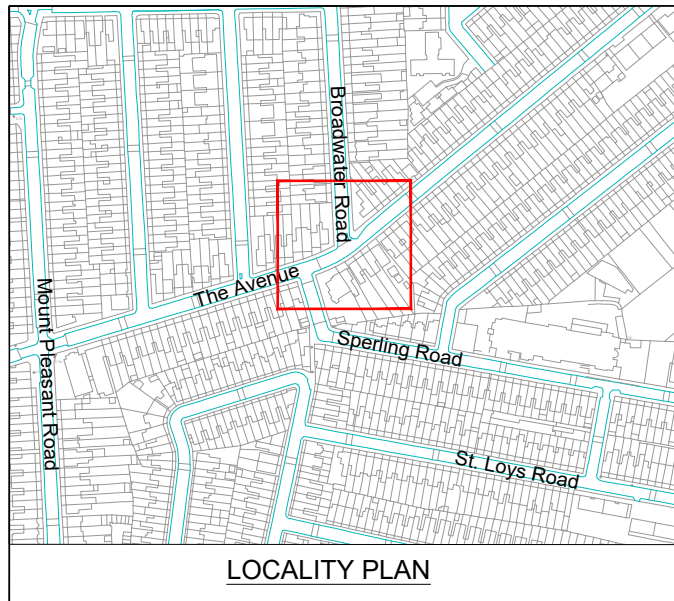 Broadwater Road
The Avenue
Mount Pleasant Road
Sperling Road
St. Loys Road
LOCALITY PLAN